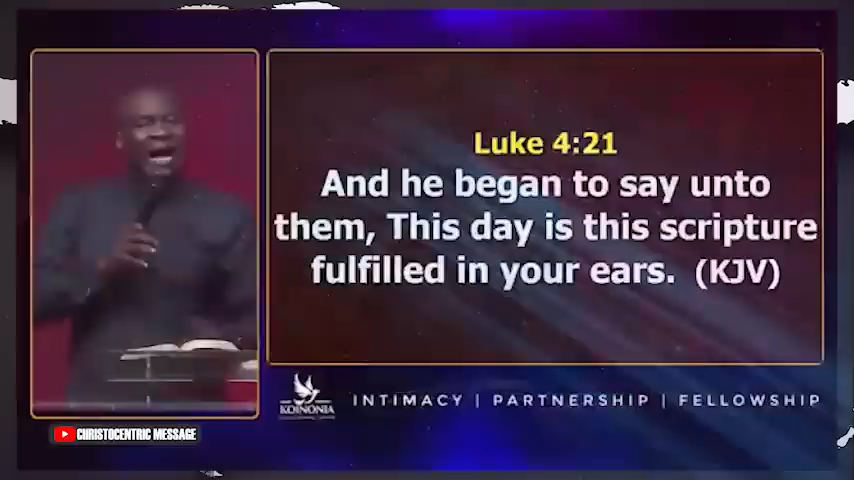 Luke 4:21
And he began to say unto
them, This day is this scripture
fulfilled in your ears. (KJV)
KOINONIA
INTIMACY | PARTNERSHIP | FELLOWSHIP
CHRISTOCENTRIC MESSAGE